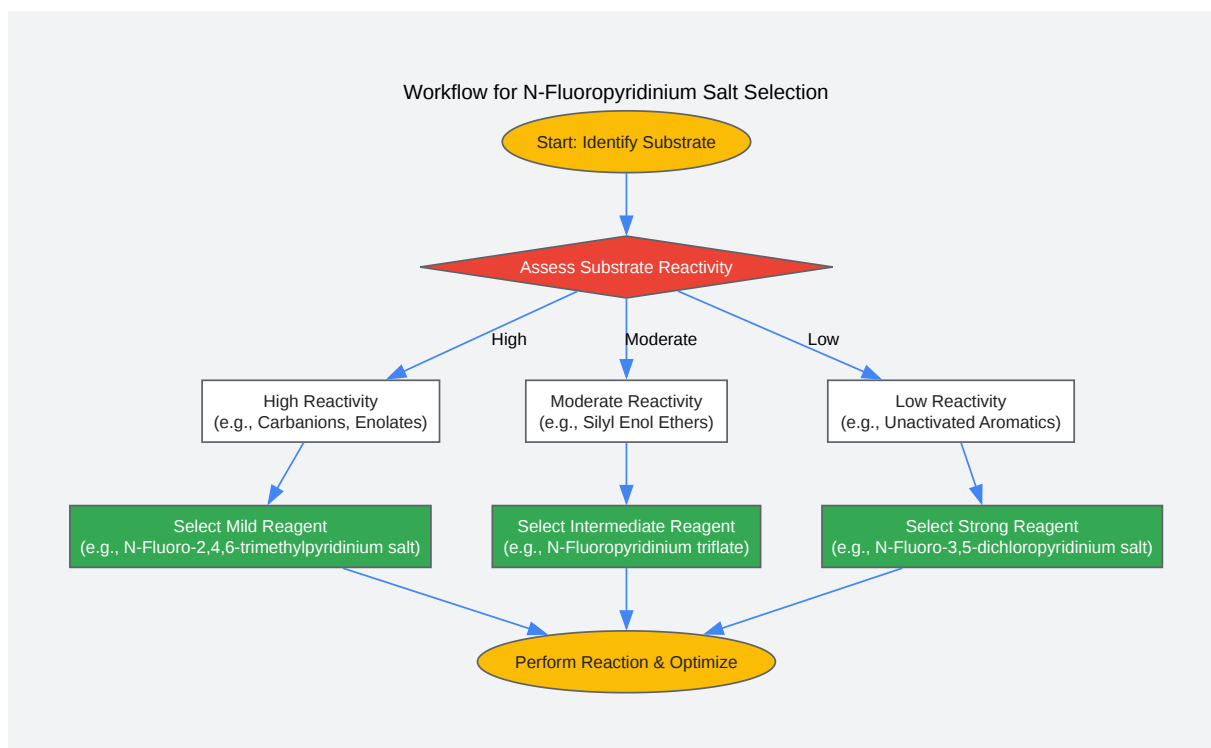 Workflow for N-Fluoropyridinium Salt Selection
Start: Identify Substrate
Assess Substrate Reactivity
High
Moderate
Low
High Reactivity
(e.g., Carbanions, Enolates)
Moderate Reactivity
(e.g., Silyl Enol Ethers)
Low Reactivity
(e.g., Unactivated Aromatics)
Select Mild Reagent
(e.g., N-Fluoro-2,4,6-trimethylpyridinium salt)
Select Intermediate Reagent
(e.g., N-Fluoropyridinium triflate)
Select Strong Reagent
(e.g., N-Fluoro-3,5-dichloropyridinium salt)
Perform Reaction & Optimize